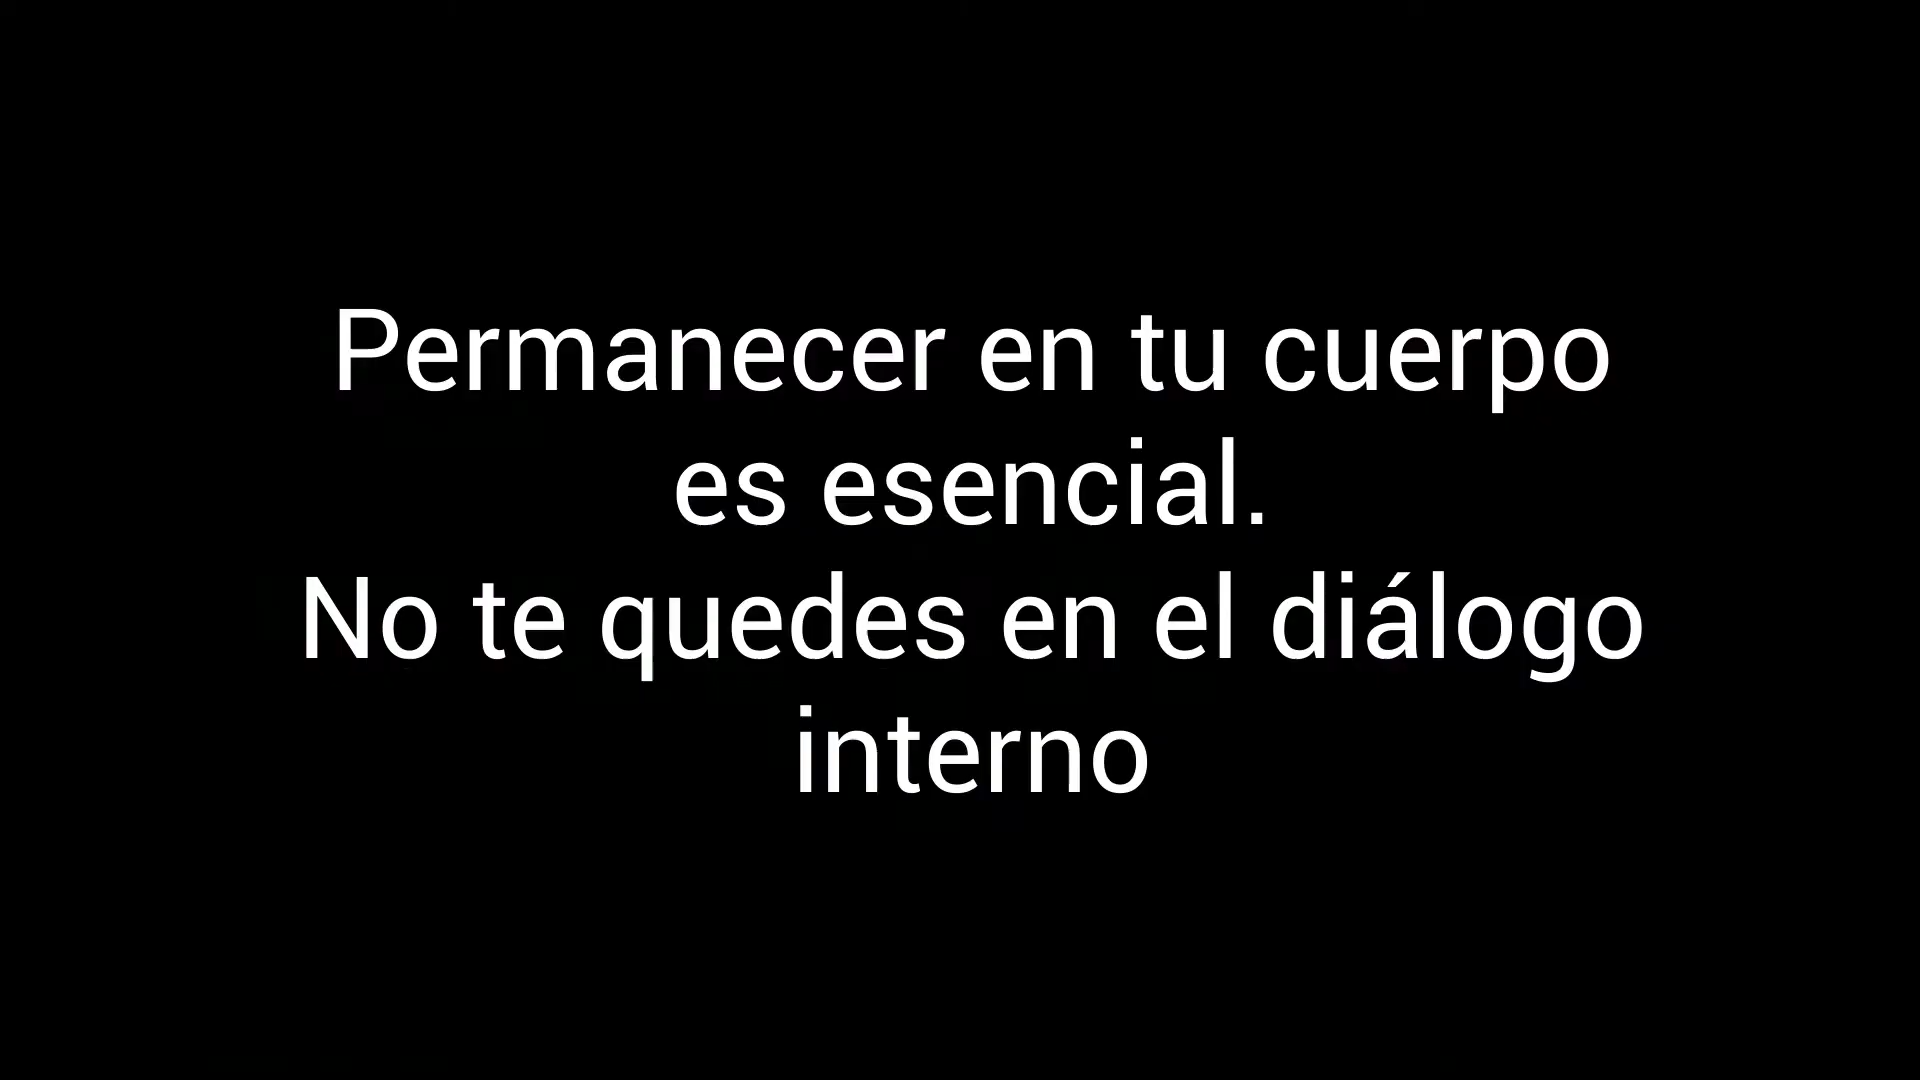 Permanecer en tu cuerpo
es esencial.
No te quedes en el diálogo
interno